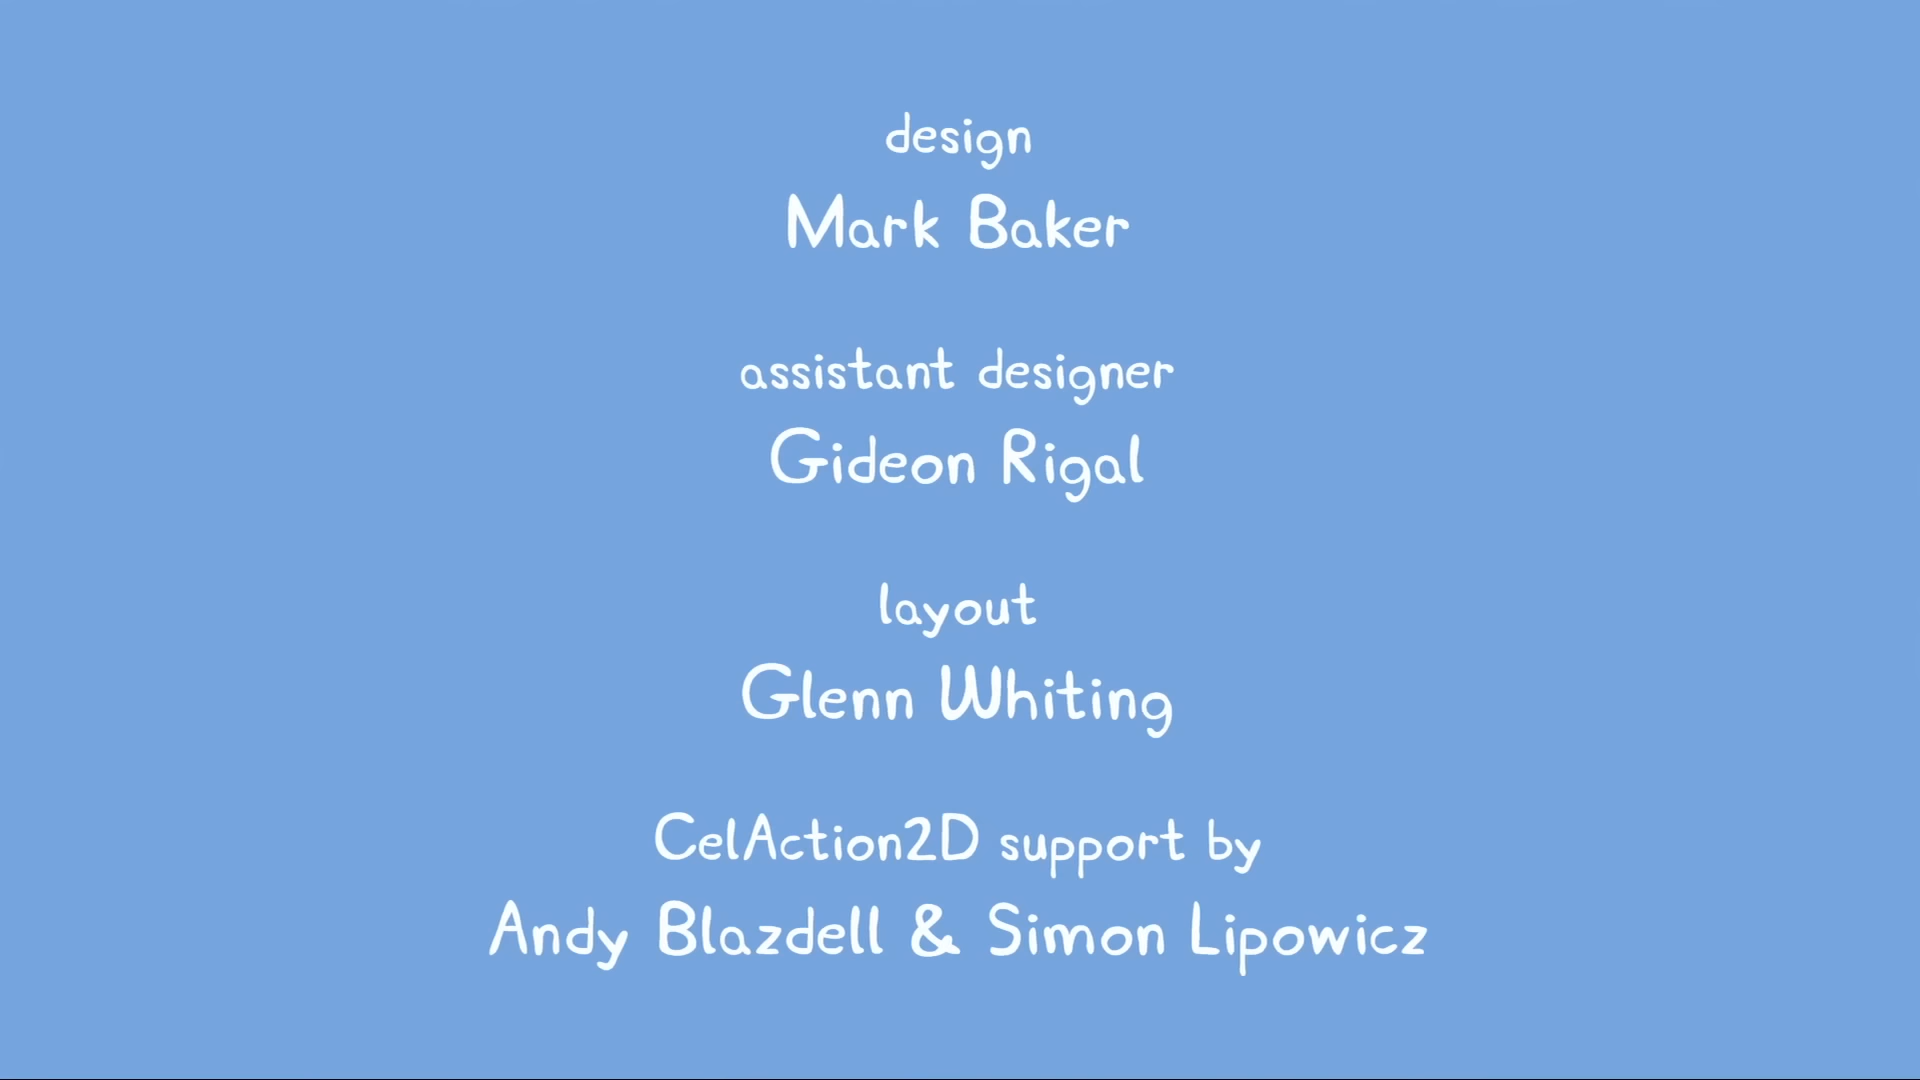 design
Mark Baker
assistant designer
Gideon Rigal
layout
Glenn Whiting
CelAction2D support by
Andy Blazdell & Simon Lipowicz